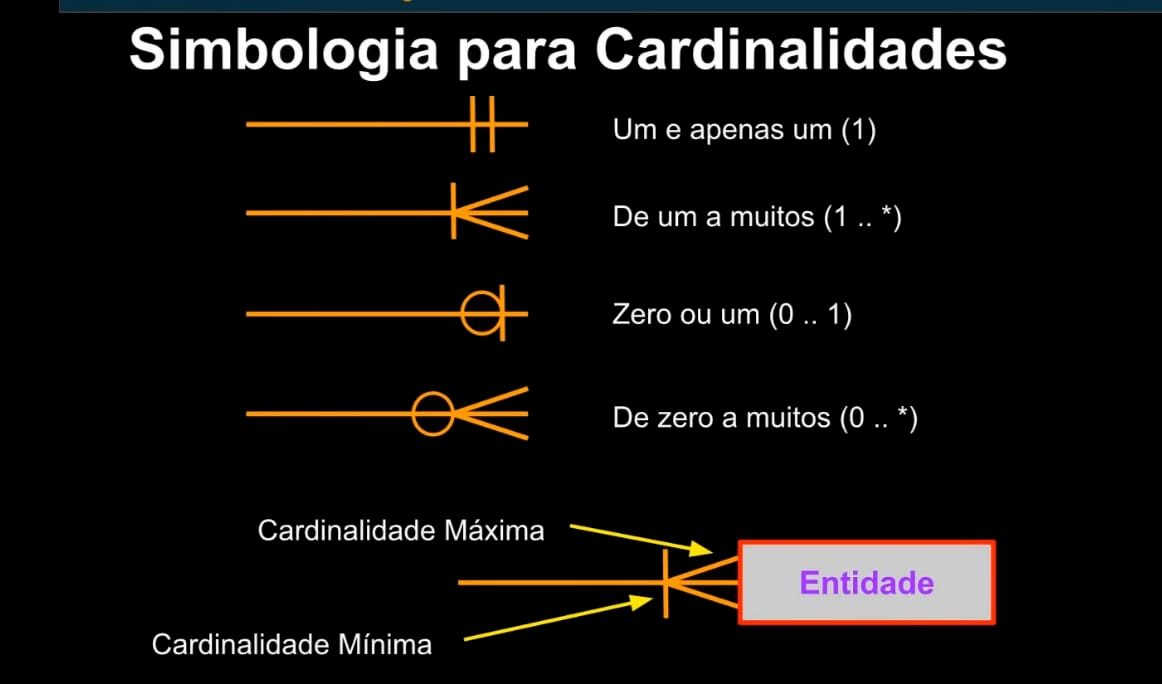 Simbologia para Cardinalidades
Um e apenas um (1)
De um a muitos (1 .. *)
Zero ou um (0 .. 1)
De zero a muitos (0 .. *)
Cardinalidade Máxima
Entidade
Cardinalidade Mínima